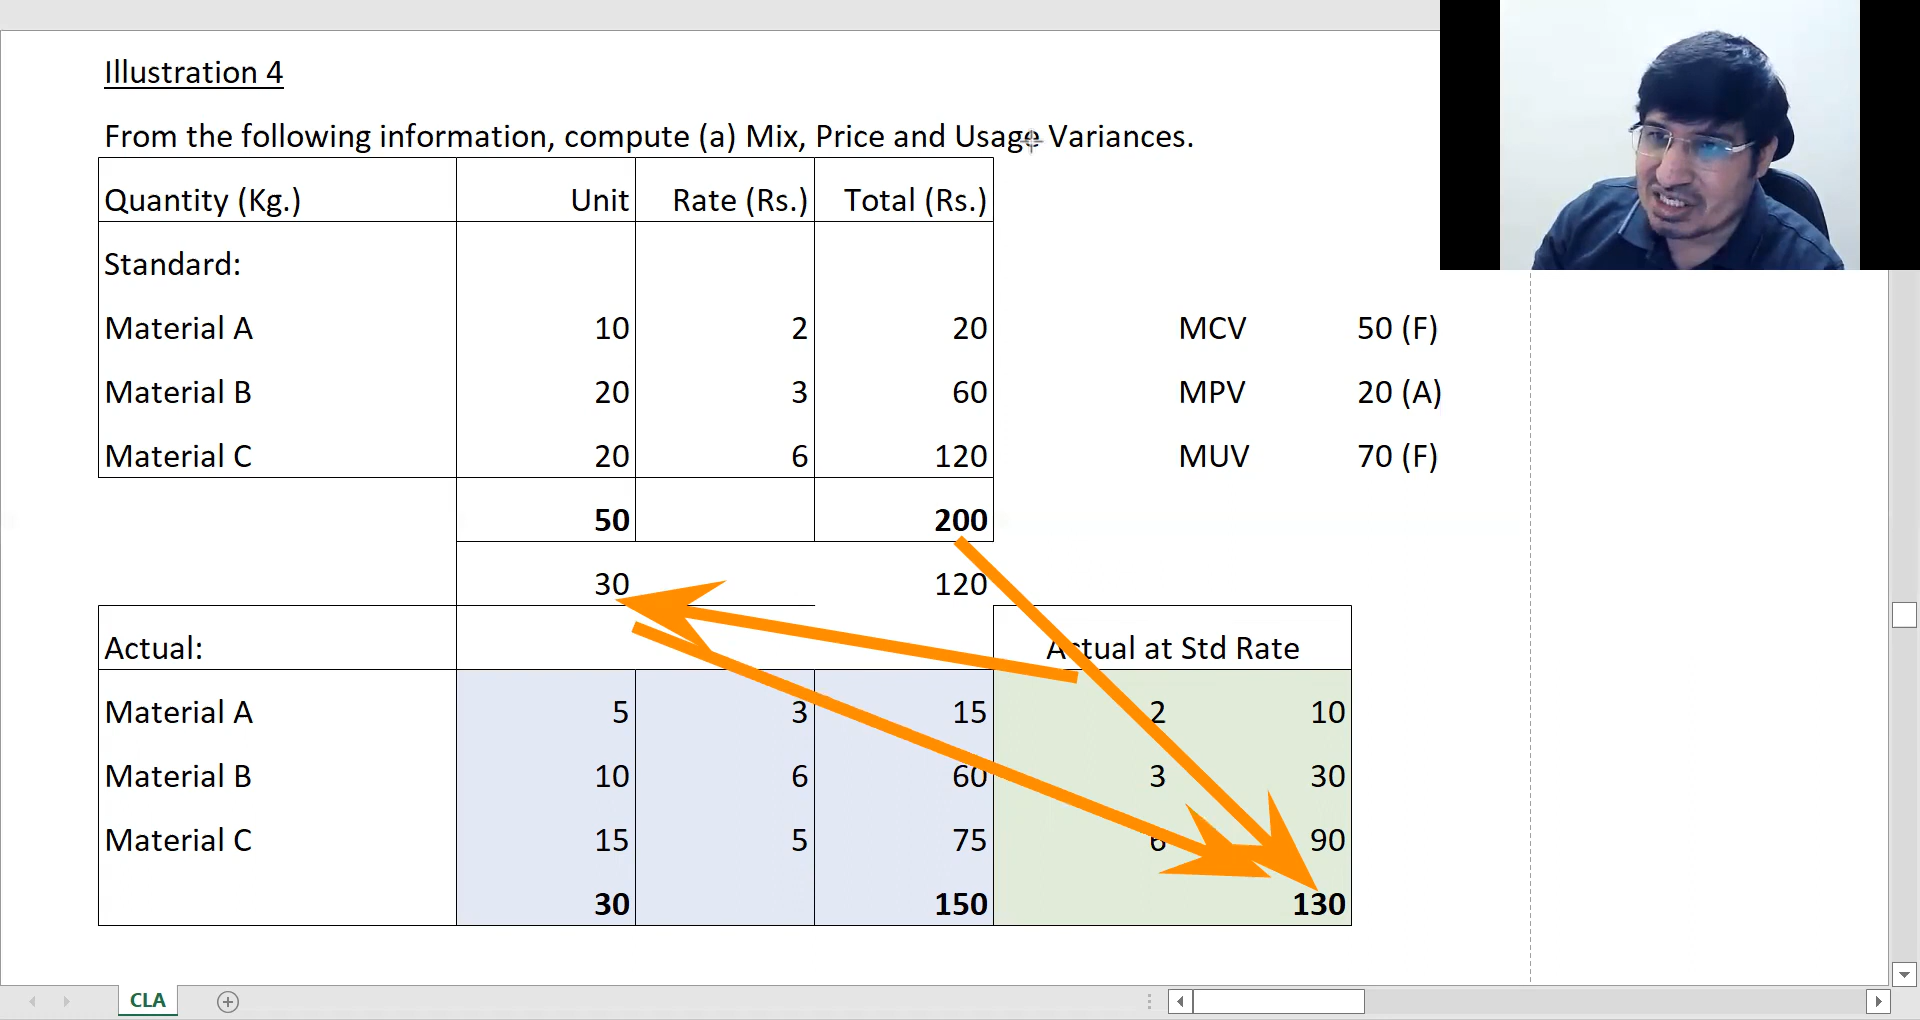 Illustration 4
From the following information, compute (a) Mix, Price and Usage Variances.
Quantity (Kg.) Unit Rate (Rs.) Total (Rs.)
Standard:
Material A 10 2 20 MCV 50 (F)
Material B 20 3 60 MPV 20 (A)
Material C 20 6 120 MUV 70 (F)
50 200
30 120
Actual: Actual at Std Rate
Material A 5 3 15 2 10
Material B 10 6 60 3 30
Material C 15 5 75 6 90
30 150 130
CLA